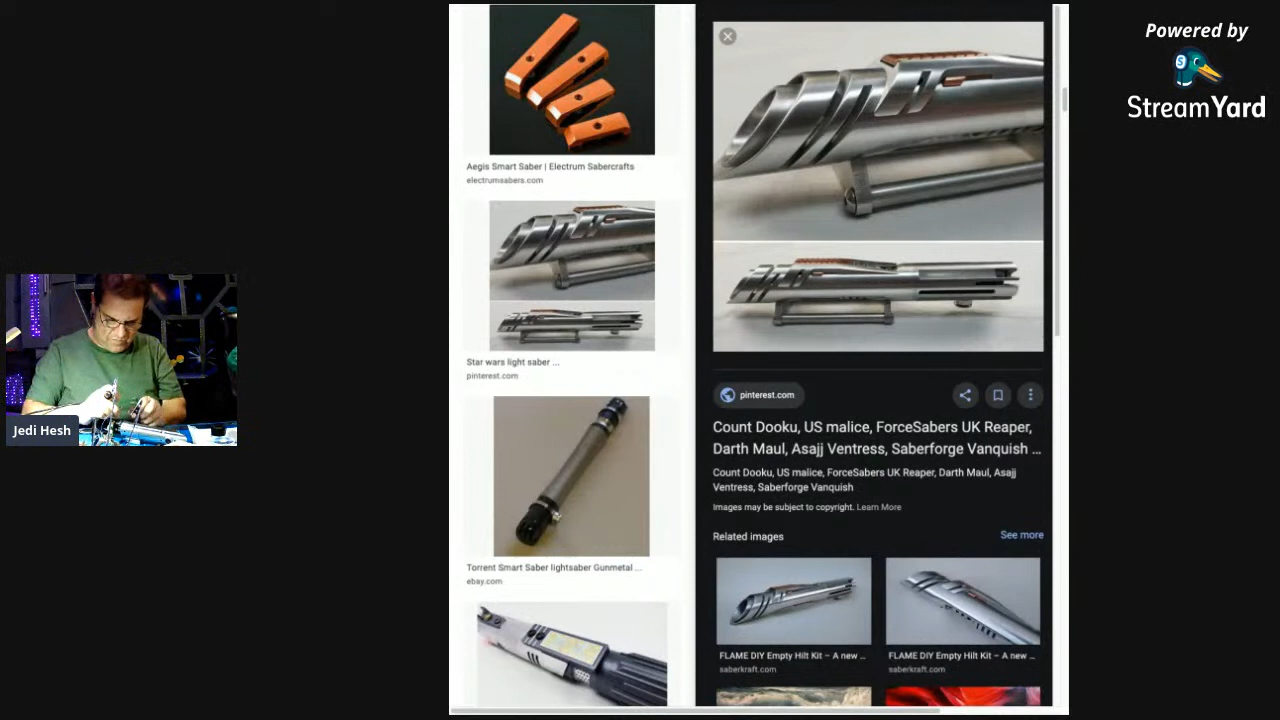 Powered by
StreamYard
Jedi Hesh
Aegis Smart Saber | Electrum Sabercrafts
electrumsabers.com
Star wars light saber ...
pinterest.com
Torrent Smart Saber lightsaber Gunmetal ...
ebay.com
pinterest.com
Count Dooku, US malice, ForceSabers UK Reaper,
Darth Maul, Asajj Ventress, Saberforge Vanquish ...
Count Dooku, US malice, ForceSabers UK Reaper, Darth Maul, Asajj
Ventress, Saberforge Vanquish
Images may be subject to copyright. Learn More
Related images
See more
FLAME DIY Empty Hilt Kit – A new ...
saberkraft.com
FLAME DIY Empty Hilt Kit – A new ...
saberkraft.com